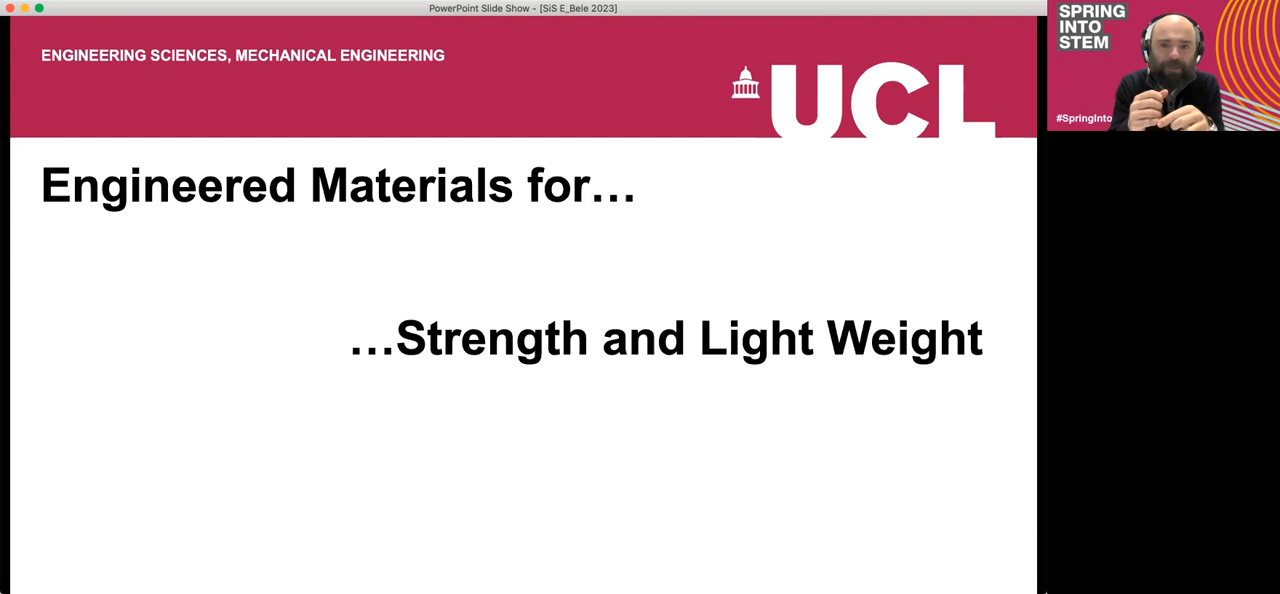 PowerPoint Slide Show - [SiS E_Bele 2023]
ENGINEERING SCIENCES, MECHANICAL ENGINEERING
UCL
Engineered Materials for…
…Strength and Light Weight
SPRING
INTO
STEM
#SpringInto